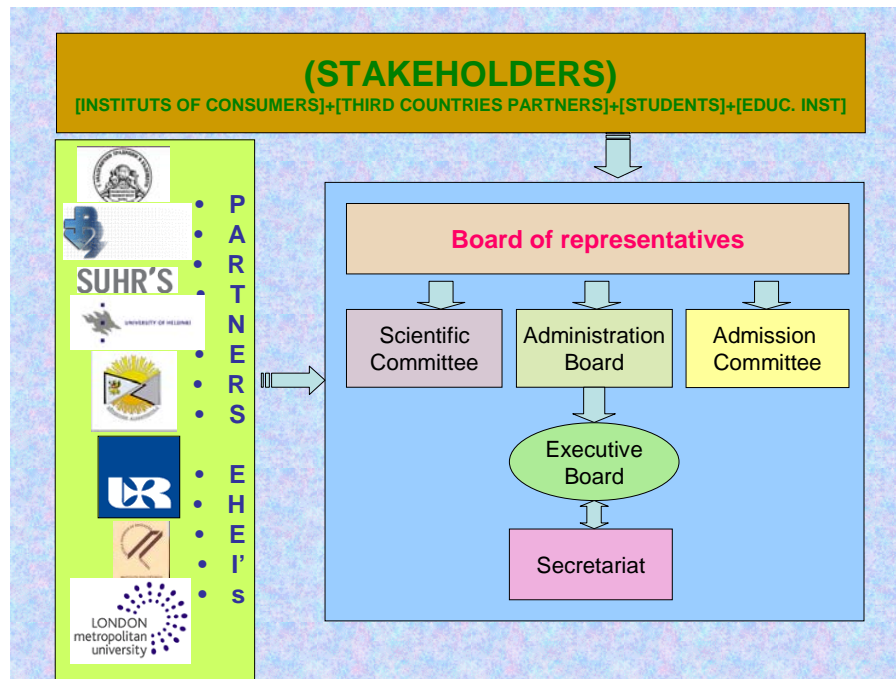 (STAKEHOLDERS)
[INSTITUTS OF CONSUMERS]+[THIRD COUNTRIES PARTNERS]+[STUDENTS]+[EDUC. INST]
SUHR'S
UNIVERSITY OF HELSINKI
UR
LONDON
metropolitan
university
• P
• A
• R
• T
• N
• E
• R
• S
• E
• H
• E
• I'
• s
Board of representatives
Scientific
Committee
Administration
Board
Admission
Committee
Executive
Board
Secretariat